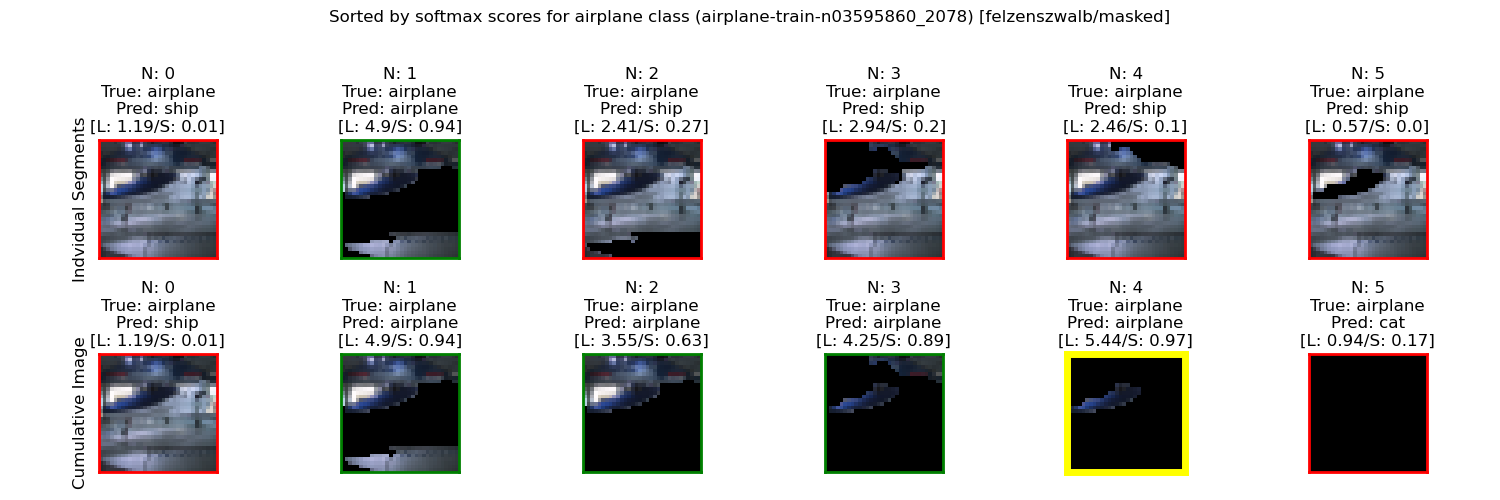 Sorted by softmax scores for airplane class (airplane-train-n03595860_2078) [felzenszwalb/masked]
Indvidual Segments
N: 0
True: airplane
Pred: ship
[L: 1.19/S: 0.01]
N: 1
True: airplane
Pred: airplane
[L: 4.9/S: 0.94]
N: 2
True: airplane
Pred: ship
[L: 2.41/S: 0.27]
N: 3
True: airplane
Pred: ship
[L: 2.94/S: 0.2]
N: 4
True: airplane
Pred: ship
[L: 2.46/S: 0.1]
N: 5
True: airplane
Pred: ship
[L: 0.57/S: 0.0]
Cumulative Image
N: 0
True: airplane
Pred: ship
[L: 1.19/S: 0.01]
N: 1
True: airplane
Pred: airplane
[L: 4.9/S: 0.94]
N: 2
True: airplane
Pred: airplane
[L: 3.55/S: 0.63]
N: 3
True: airplane
Pred: airplane
[L: 4.25/S: 0.89]
N: 4
True: airplane
Pred: airplane
[L: 5.44/S: 0.97]
N: 5
True: airplane
Pred: cat
[L: 0.94/S: 0.17]